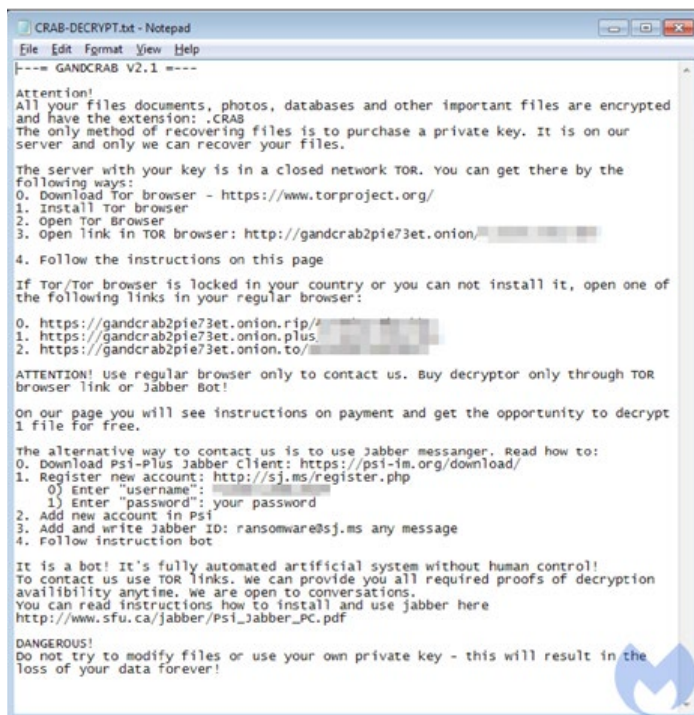 CRAB-DECRYPT.txt - Notepad
File Edit Format View Help
---= GANDCRAB V2.1 =---
Attention!
All your files documents, photos, databases and other important files are encrypted
and have the extension: .CRAB
The only method of recovering files is to purchase a private key. It is on our
server and only we can recover your files.
The server with your key is in a closed network TOR. You can get there by the
following ways:
0. Download Tor browser - https://www.torproject.org/
1. Install Tor browser
2. Open Tor Browser
3. Open link in TOR browser: http://gandcrab2pie73et.onion/
4. Follow the instructions on this page
If Tor/Tor browser is locked in your country or you can not install it, open one of
the following links in your regular browser:
0. https://gandcrab2pie73et.onion.rip/
1. https://gandcrab2pie73et.onion.plus/
2. https://gandcrab2pie73et.onion.to/
ATTENTION! Use regular browser only to contact us. Buy decryptor only through TOR
browser link or Jabber Bot!
On our page you will see instructions on payment and get the opportunity to decrypt
1 file for free.
The alternative way to contact us is to use Jabber messanger. Read how to:
0. Download Psi-Plus Jabber Client: https://psi-im.org/download/
1. Register new account: http://sj.ms/register.php
0) Enter "username":
1) Enter "password": your password
2. Add new account in Psi
3. Add and write Jabber ID: ransomware@sj.ms any message
4. Follow instruction bot
It is a bot! It's fully automated artificial system without human control!
To contact us use TOR links. We can provide you all required proofs of decryption
availibility anytime. We are open to conversations.
You can read instructions how to install and use jabber here
http://www.sfu.ca/jabber/Psi_Jabber_PC.pdf
DANGEROUS!
Do not try to modify files or use your own private key - this will result in the
loss of your data forever!